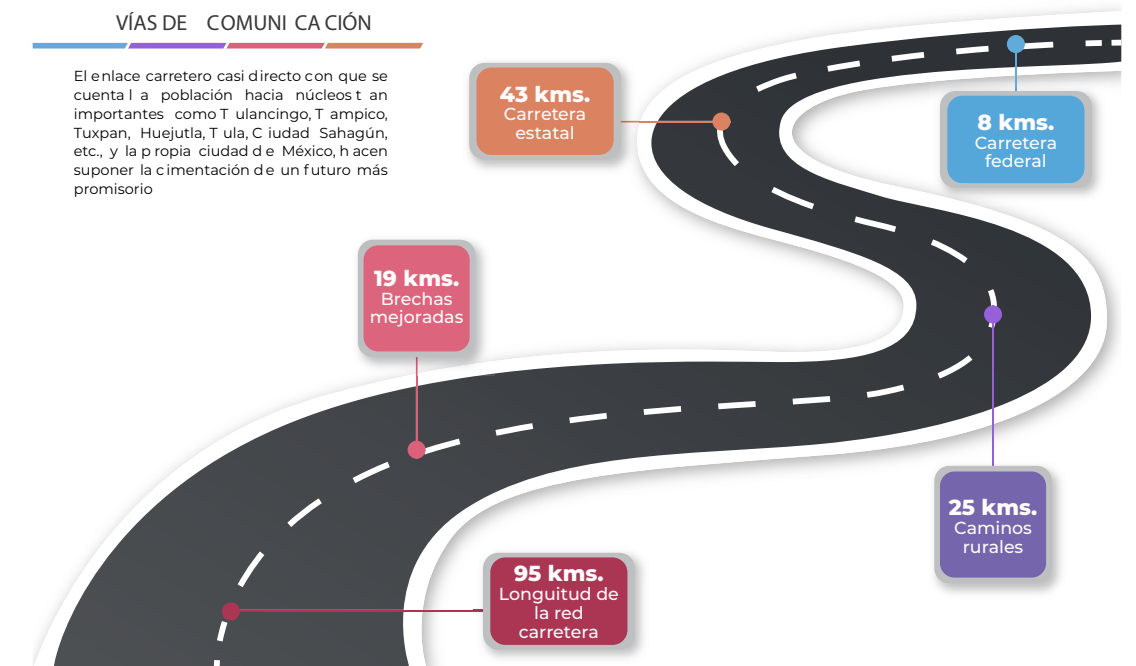 VÍAS DE COMUNI CA CIÓN
El enlace carretero casi directo con que se
cuenta l a población hacia núcleos t an
importantes como T ulancingo, T ampico,
Tuxpan, Huejutla, T ula, C iudad Sahagún,
etc., y la p ropia ciudad d e México, h acen
suponer la c imentación d e un f uturo más
promisorio
43 kms.
Carretera
estatal
8 kms.
Carretera
federal
19 kms.
Brechas
mejoradas
25 kms.
Caminos
rurales
95 kms.
Longuitud de
la red
carretera